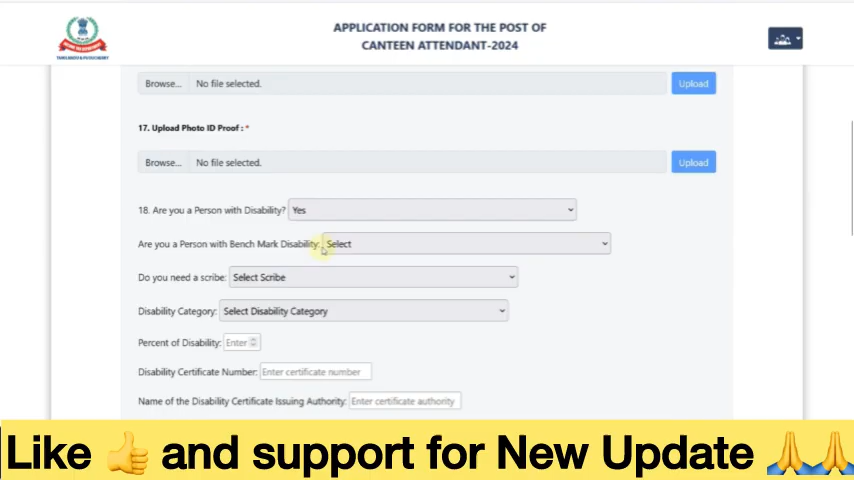 APPLICATION FORM FOR THE POST OF
CANTEEN ATTENDANT-2024
Browse... No file selected. Upload
17. Upload Photo ID Proof : *
Browse... No file selected. Upload
18. Are you a Person with Disability? Yes
Are you a Person with Bench Mark Disability: Select
Do you need a scribe: Select Scribe
Disability Category: Select Disability Category
Percent of Disability: Enter
Disability Certificate Number: Enter certificate number
Name of the Disability Certificate Issuing Authority: Enter certificate authority
Like 👍 and support for New Update 🙏🙏